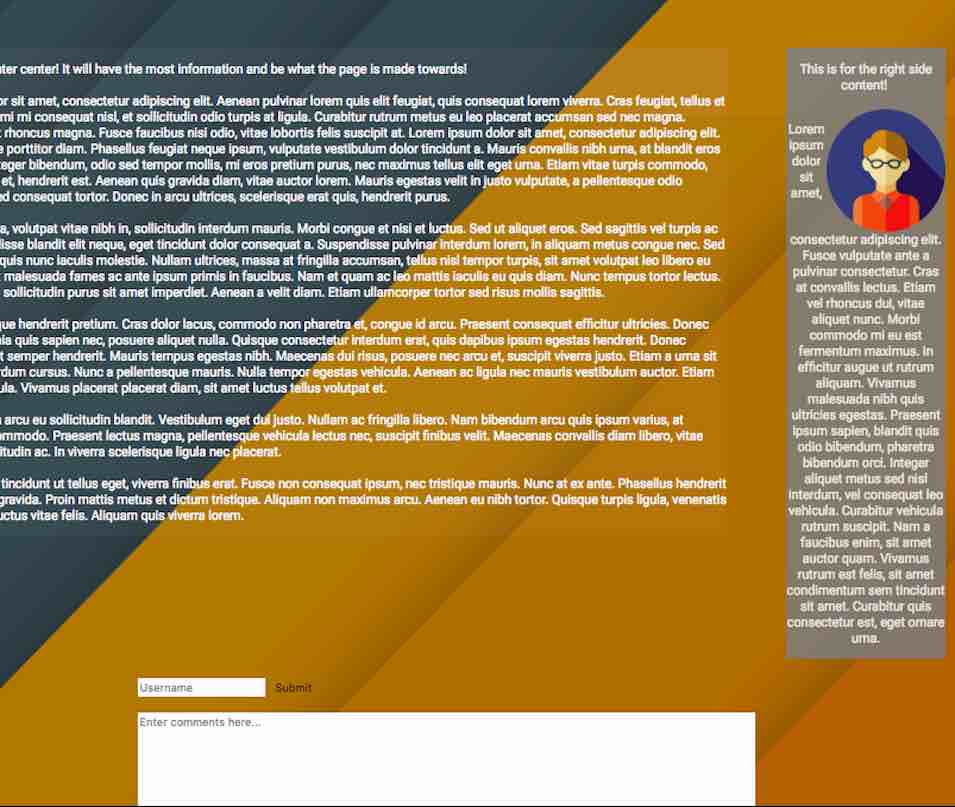 center! It will have the most information and be what the page is made towards!
sit amet, consectetur adipiscing elit. Aenean pulvinar lorem quis elit feugiat, quis consequat lorem viverra. Cras feugiat, tellus et
mi mi consequat nisl, et sollicitudin odio turpis at ligula. Curabitur rutrum metus eu leo placerat accumsan sed nec magna.
rhoncus magna. Fusce faucibus nisi odio, vitae lobortis felis suscipit at. Lorem ipsum dolor sit amet, consectetur adipiscing elit.
porttitor diam. Phasellus feugiat neque ipsum, vulputate vestibulum dolor tincidunt a. Mauris convallis nibh urna, at blandit eros
bibendum, odio sed tempor mollis, mi eros pretium purus, nec maximus tellus elit eget urna. Etiam vitae turpis commodo,
et, hendrerit est. Aenean quis gravida diam, vitae auctor lorem. Mauris egestas velit in justo vulputate, a pellentesque odio
consequat tortor. Donec in arcu ultrices, scelerisque erat quis, hendrerit purus.
volutpat vitae nibh in, sollicitudin interdum mauris. Morbi congue et nisi et luctus. Sed ut aliquet eros. Sed sagittis vel turpis ac
blandit elit neque, eget tincidunt dolor consequat a. Suspendisse pulvinar interdum lorem, in aliquam metus congue nec. Sed
quis nunc iaculis molestie. Nullam ultrices, massa at fringilla accumsan, tellus nisl tempor turpis, sit amet volutpat leo libero eu
malesuada fames ac ante ipsum primis in faucibus. Nam et quam ac leo mattis iaculis eu quis diam. Nunc tempus tortor lectus.
sollicitudin purus sit amet imperdiet. Aenean a velit diam. Etiam ullamcorper tortor sed risus mollis sagittis.
hendrerit pretium. Cras dolor lacus, commodo non pharetra et, congue id arcu. Praesent consequat efficitur ultricies. Donec
quis sapien nec, posuere aliquet nulla. Quisque consectetur interdum erat, quis dapibus ipsum egestas hendrerit. Donec
semper hendrerit. Mauris tempus egestas nibh. Maecenas dui risus, posuere nec arcu et, suscipit viverra justo. Etiam a urna sit
cursus. Nunc a pellentesque mauris. Nulla tempor egestas vehicula. Aenean ac ligula nec mauris vestibulum auctor. Etiam
Vivamus placerat placerat diam, sit amet luctus tellus volutpat et.
arcu eu sollicitudin blandit. Vestibulum eget dui justo. Nullam ac fringilla libero. Nam bibendum arcu quis ipsum varius, at
Praesent lectus magna, pellentesque vehicula lectus nec, suscipit finibus velit. Maecenas convallis diam libero, vitae
ac. In viverra scelerisque ligula nec placerat.
tincidunt ut tellus eget, viverra finibus erat. Fusce non consequat ipsum, nec tristique mauris. Nunc at ex ante. Phasellus hendrerit
gravida. Proin mattis metus et dictum tristique. Aliquam non maximus arcu. Aenean eu nibh tortor. Quisque turpis ligula, venenatis
vitae felis. Aliquam quis viverra lorem.
This is for the right side
content!
Lorem
ipsum
dolor
sit
amet,
consectetur adipiscing elit.
Fusce vulputate ante a
pulvinar consectetur. Cras
at convallis lectus. Etiam
vel rhoncus dui, vitae
aliquet nunc. Morbi
commodo mi eu est
fermentum maximus. In
efficitur augue ut rutrum
aliquam. Vivamus
malesuada nibh quis
ultricies egestas. Praesent
ipsum sapien, blandit quis
odio bibendum, pharetra
bibendum orci. Integer
aliquet metus sed nisl
interdum, vel consequat leo
vehicula. Curabitur vehicula
rutrum suscipit. Nam a
faucibus enim, sit amet
auctor quam. Vivamus
rutrum est felis, sit amet
condimentum sem tincidunt
sit amet. Curabitur quis
consectetur est, eget ornare
urna.
Username
Submit
Enter comments here...